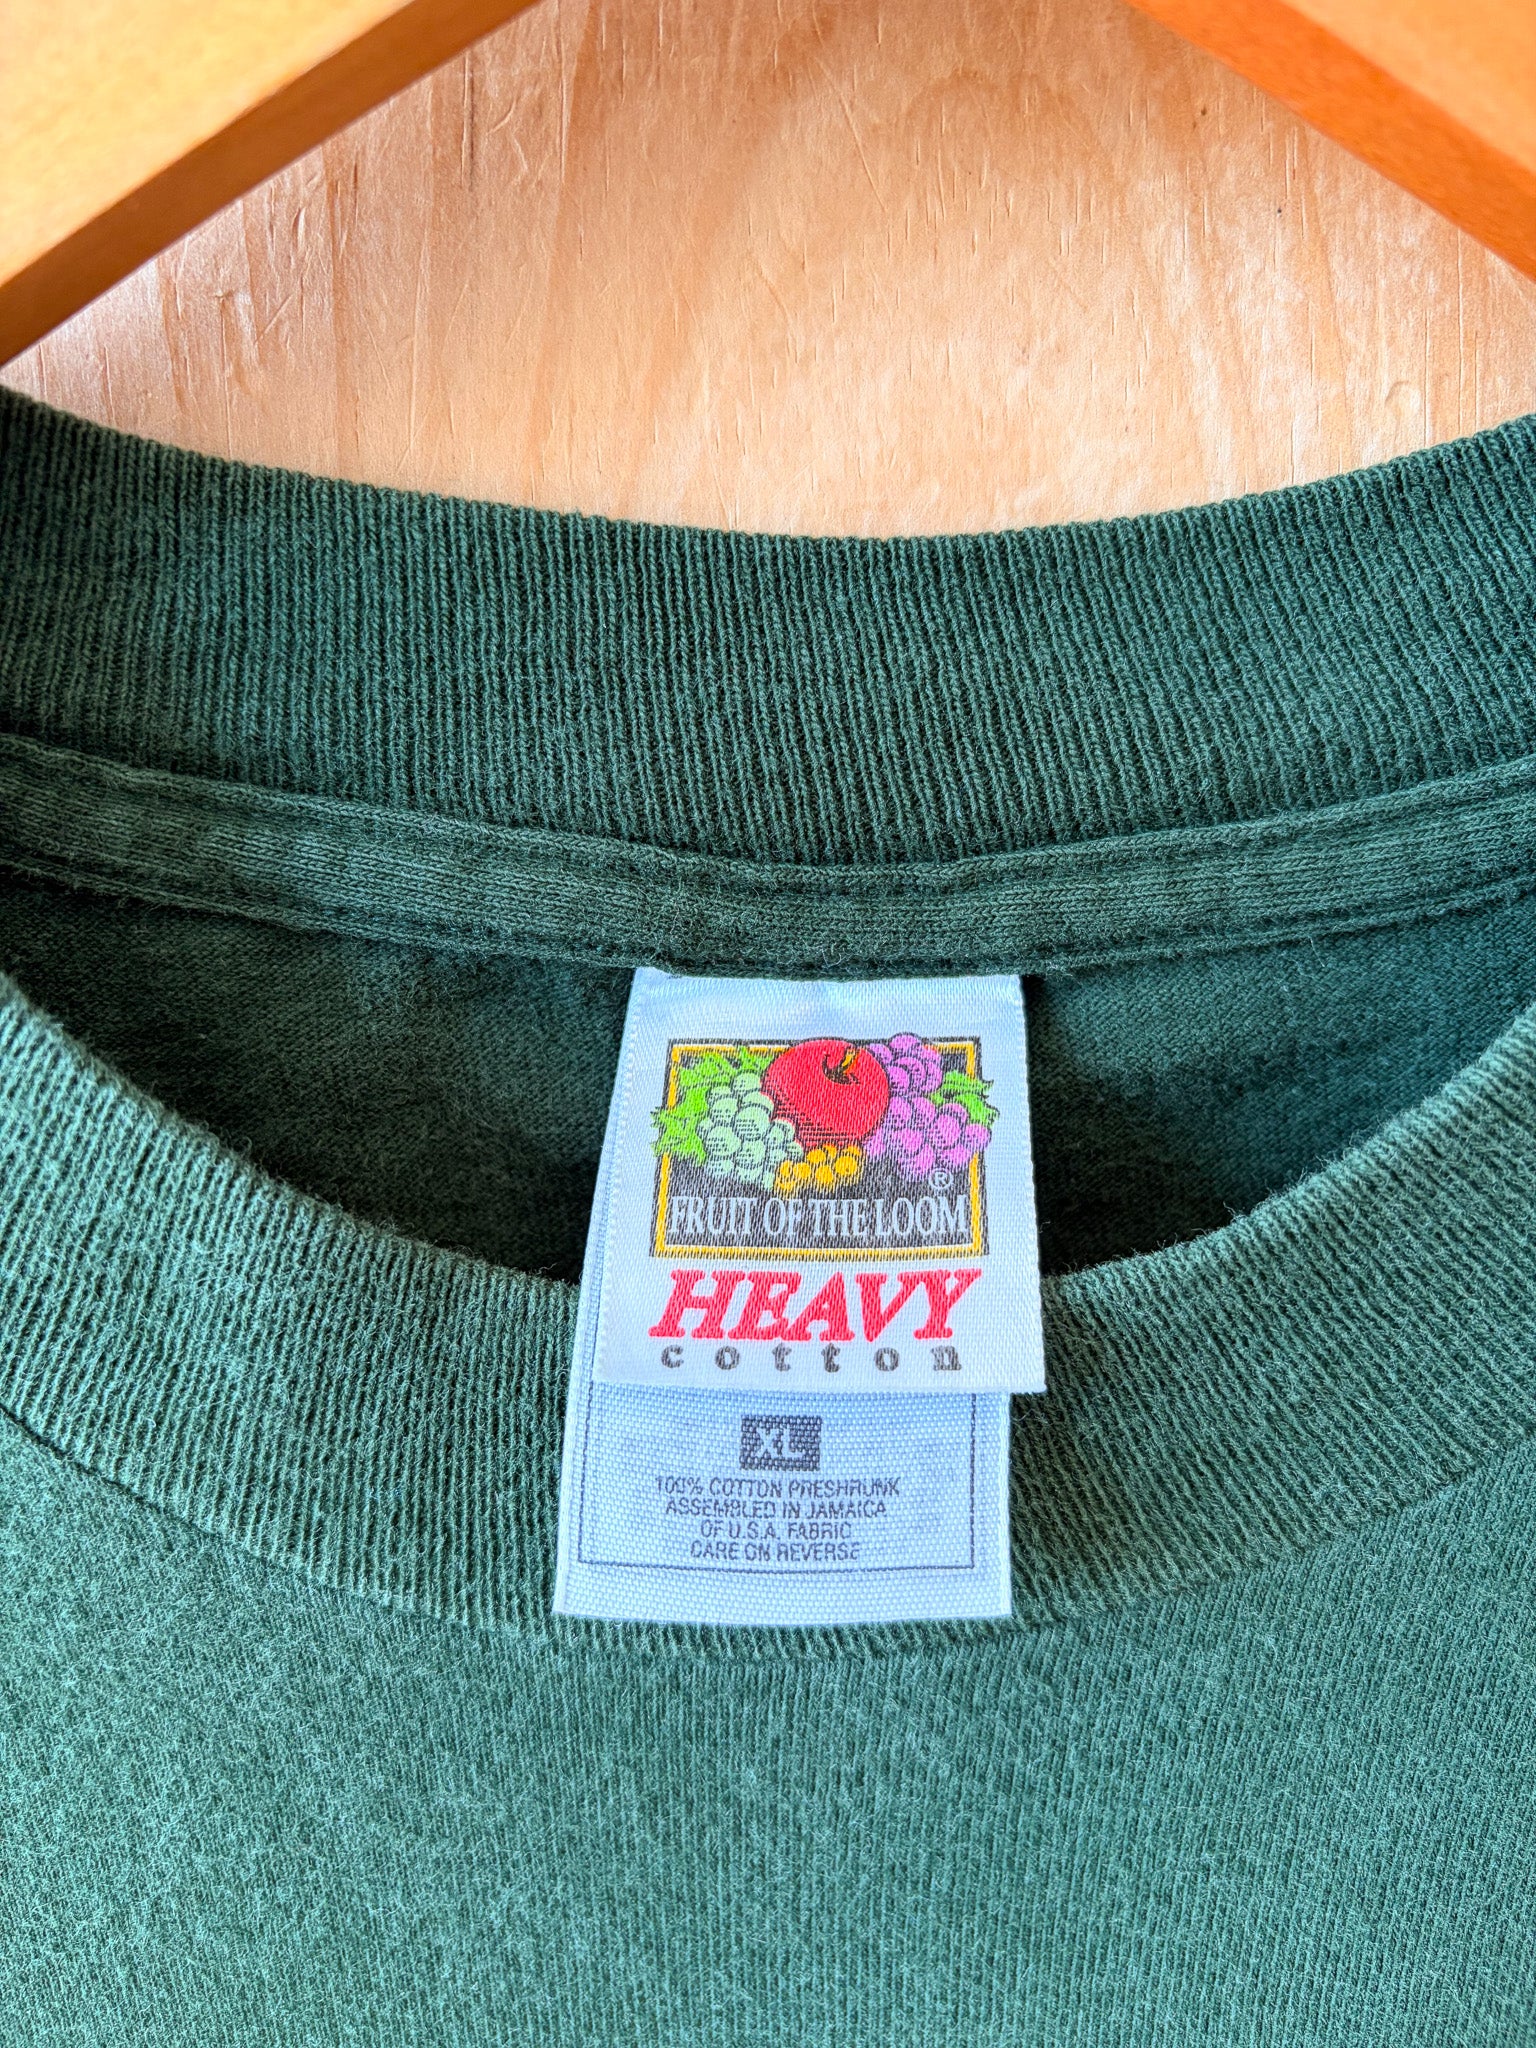 ®
FRUIT OF THE LOOM
HEAVY
cotton
XL
100% COTTON PRESHRUNK
ASSEMBLED IN JAMAICA
OF U.S.A. FABRIC
CARE ON REVERSE